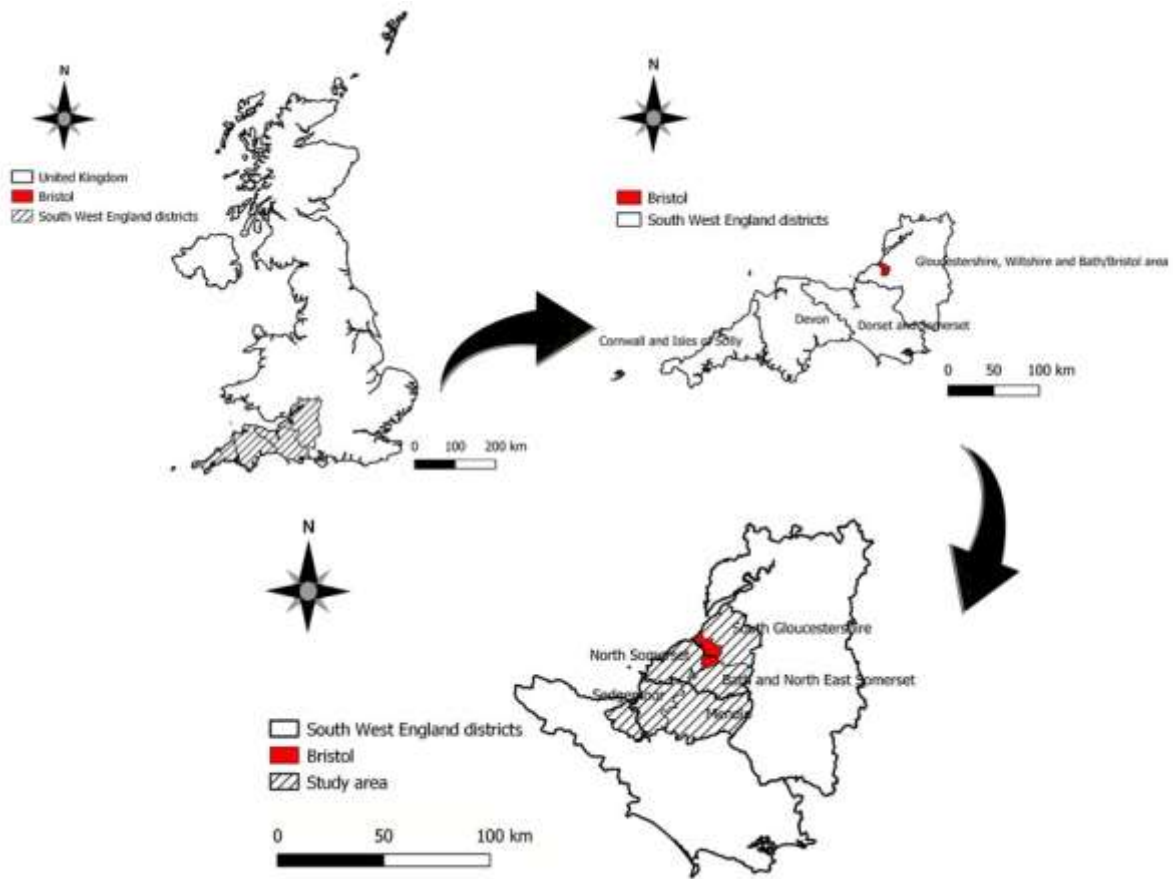 N
United Kingdom
Bristol
South West England districts
0 100 200 km
N
Bristol
South West England districts
Gloucestershire, Wiltshire and Bath/Bristol area
Devon
Dorset and Somerset
Cornwall and Isles of Scilly
0 50 100 km
N
South Gloucestershire
North Somerset
Bath and North East Somerset
Sedgemoor
Mendip
South West England districts
Bristol
Study area
0 50 100 km